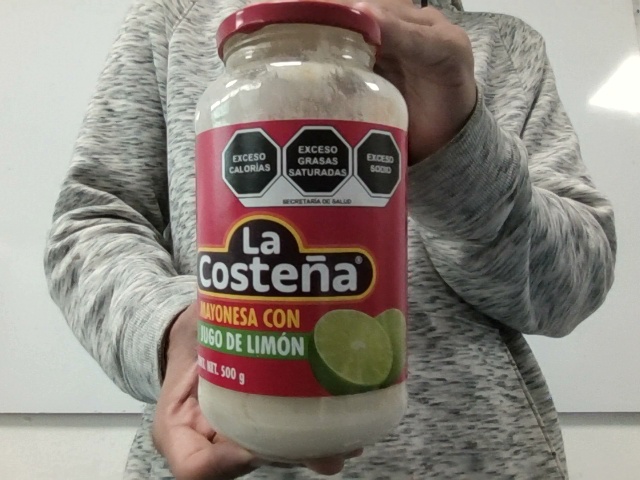 EXCESO
CALORÍAS
EXCESO
GRASAS
SATURADAS
EXCESO
SODIO
SECRETARÍA DE SALUD
La
Costeña®
MAYONESA CON
JUGO DE LIMÓN
NET. 500 g